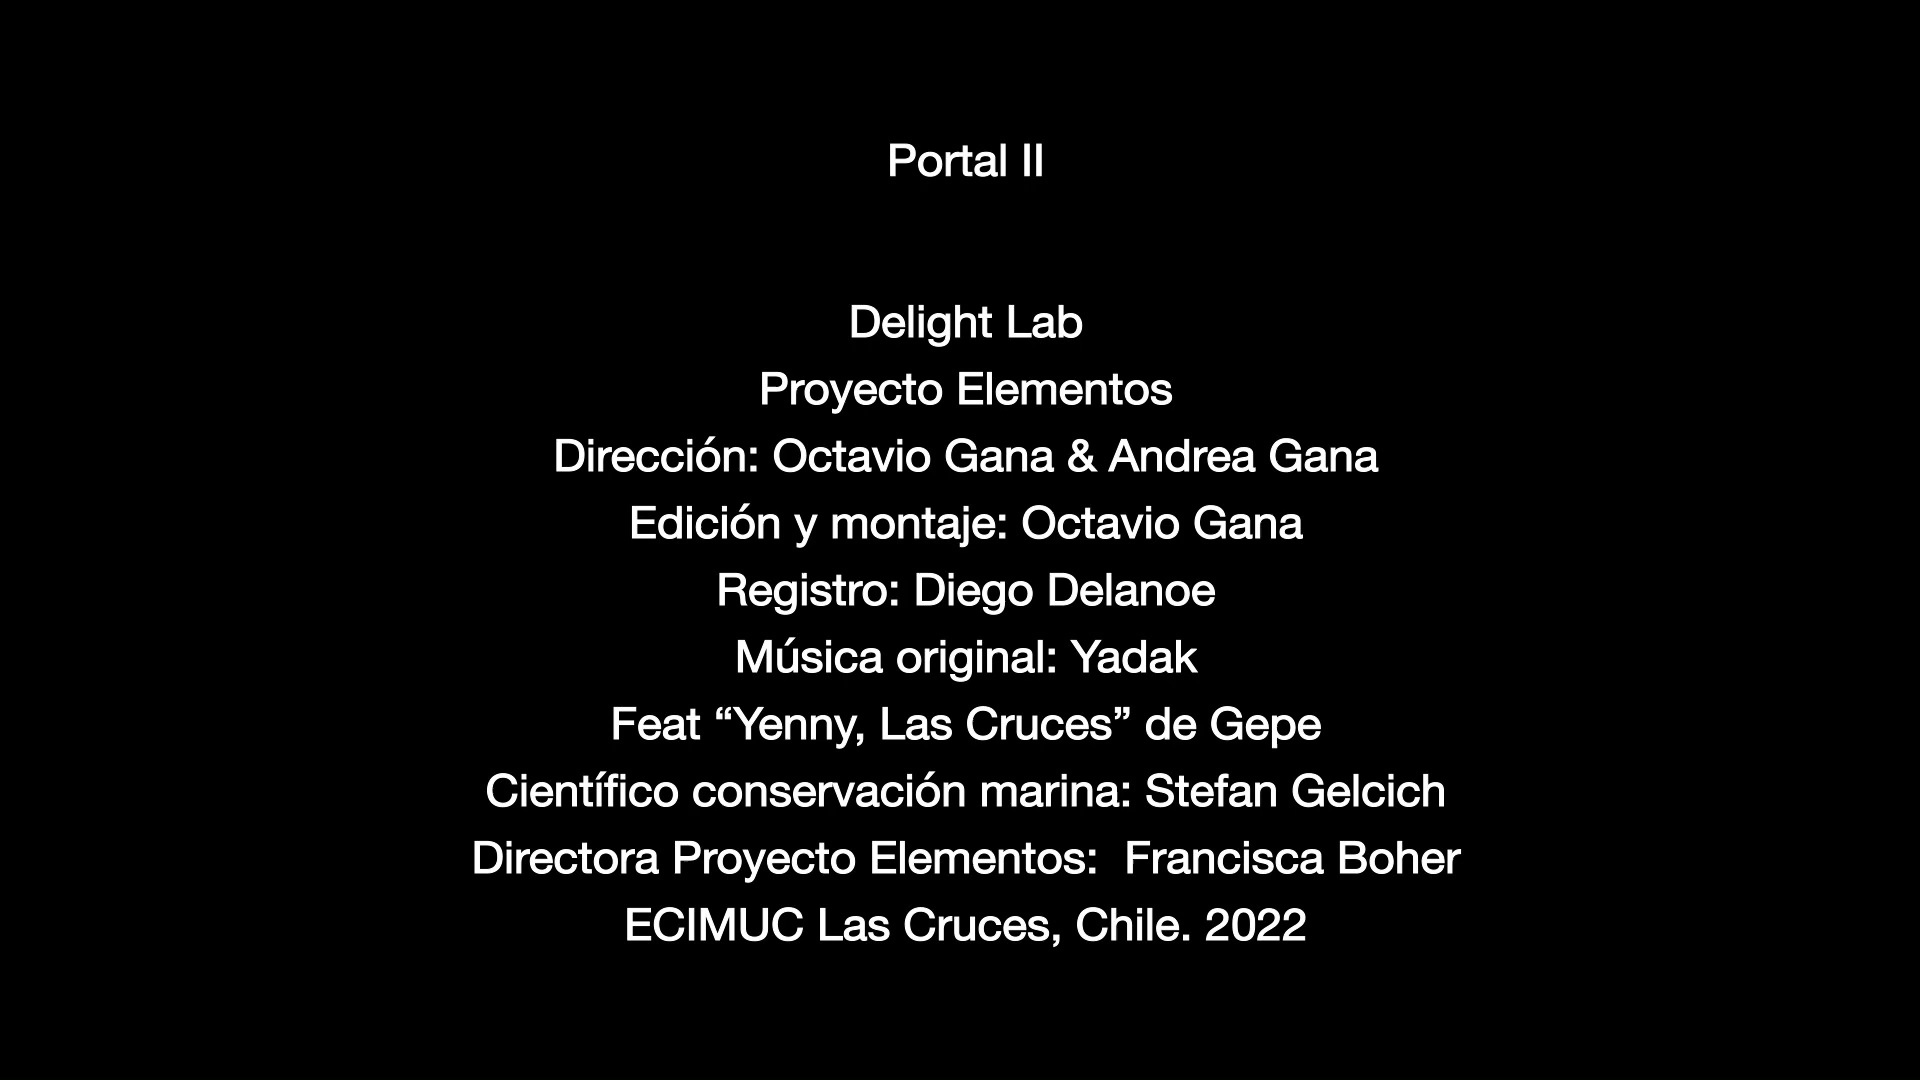 Portal II
Delight Lab
Proyecto Elementos
Dirección: Octavio Gana & Andrea Gana
Edición y montaje: Octavio Gana
Registro: Diego Delanoe
Música original: Yadak
Feat “Yenny, Las Cruces” de Gepe
Científico conservación marina: Stefan Gelcich
Directora Proyecto Elementos:  Francisca Boher
ECIMUC Las Cruces, Chile. 2022